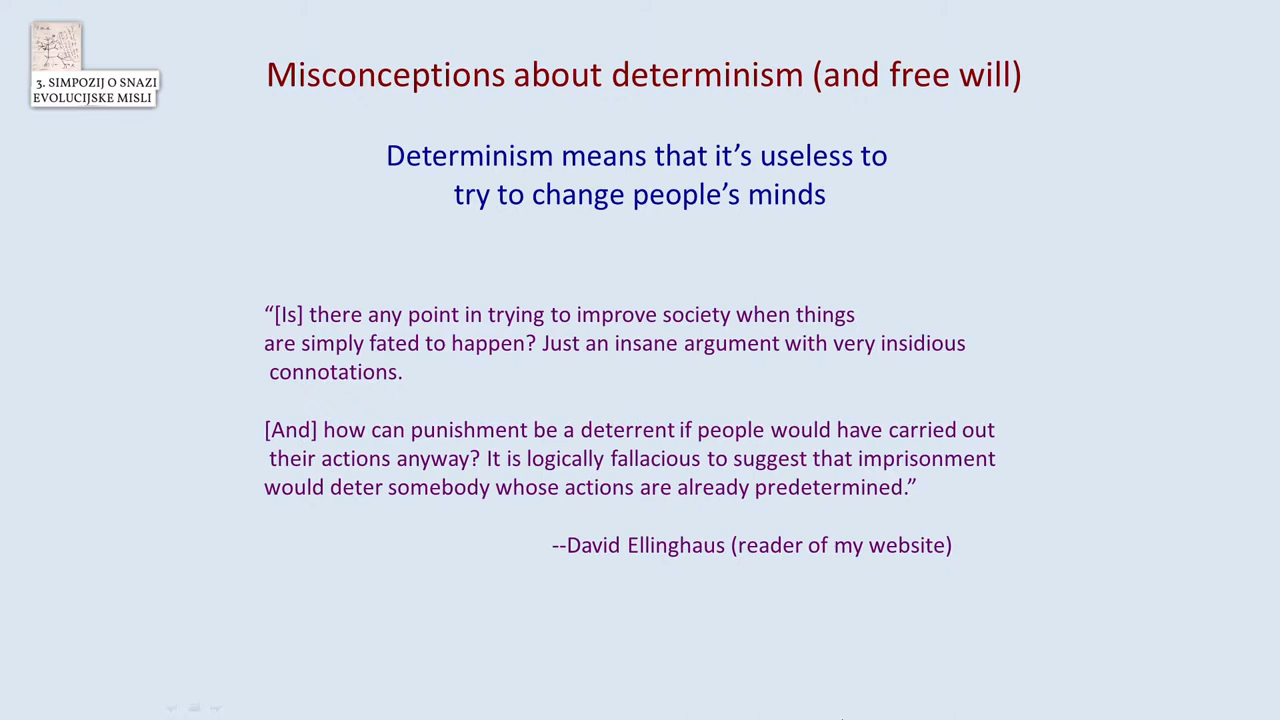 3. SIMPOZIJ O SNAZI
EVOLUCIJSKE MISLI
Misconceptions about determinism (and free will)
Determinism means that it’s useless to
try to change people’s minds
“[Is] there any point in trying to improve society when things
are simply fated to happen? Just an insane argument with very insidious
connotations.
[And] how can punishment be a deterrent if people would have carried out
their actions anyway? It is logically fallacious to suggest that imprisonment
would deter somebody whose actions are already predetermined.”
--David Ellinghaus (reader of my website)